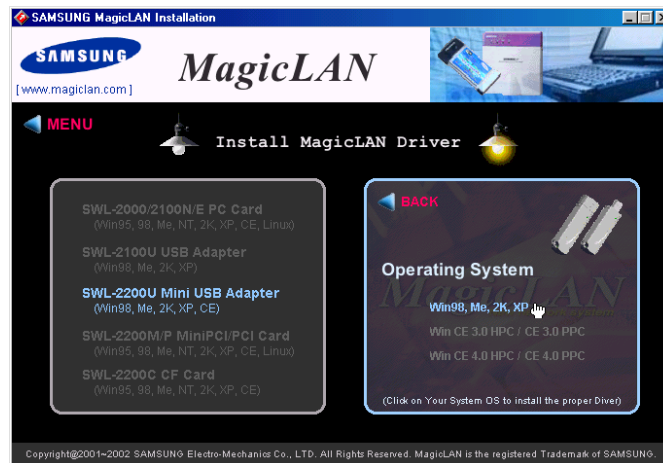 SAMSUNG MagicLAN Installation
SAMSUNG
[ www.magiclan.com ]
MagicLAN
MENU
Install MagicLAN Driver
SWL-2000/2100N/E PC Card
(Win95, 98, Me, NT, 2K, XP, CE, Linux)
SWL-2100U USB Adapter
(Win98, Me, 2K, XP)
SWL-2200U Mini USB Adapter
(Win98, Me, 2K, XP, CE)
SWL-2200M/P MiniPCI/PCI Card
(Win95, 98, Me, NT, 2K, XP, CE, Linux)
SWL-2200C CF Card
(Win95, 98, Me, NT, 2K, XP, CE)
BACK
Operating System
MagicLAN
Win98, Me, 2K, XP
Win CE 3.0 HPC / CE 3.0 PPC
Win CE 4.0 HPC / CE 4.0 PPC
(Click on Your System OS to install the proper Diver)
Copyright@2001~2002 SAMSUNG Electro-Mechanics Co., LTD. All Rights Reserved. MagicLAN is the registered Trademark of SAMSUNG.